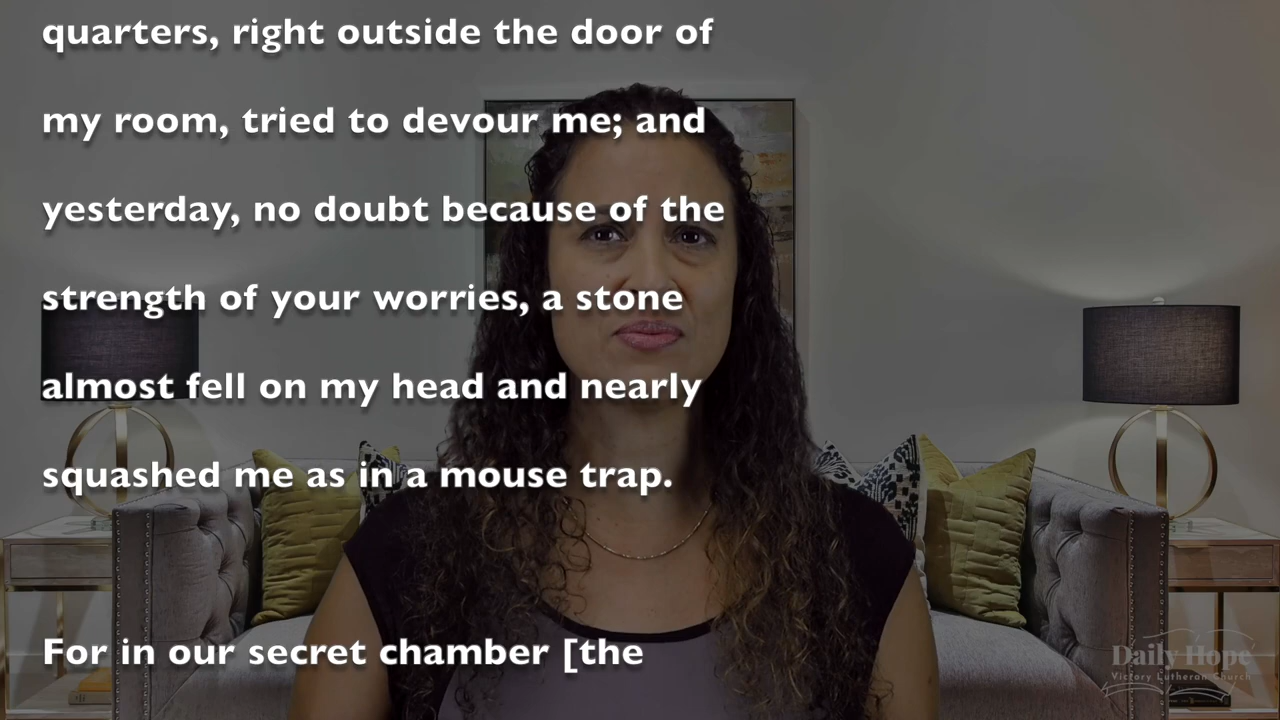 quarters, right outside the door of
my room, tried to devour me; and
yesterday, no doubt because of the
strength of your worries, a stone
almost fell on my head and nearly
squashed me as in a mouse trap.
For in our secret chamber [the
Daily Hope
Victory Lutheran Church